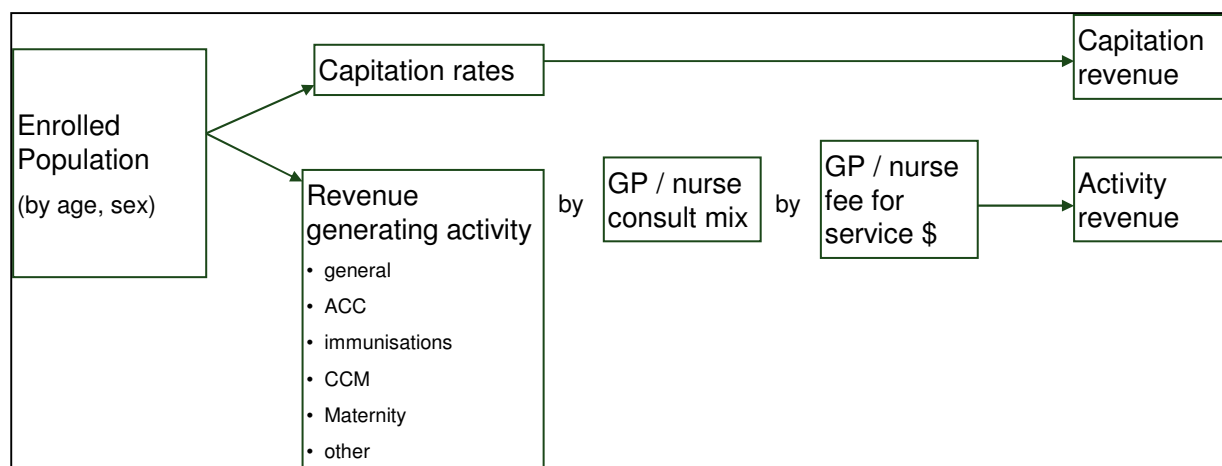 Enrolled
Population
(by age, sex)
Capitation rates
Capitation
revenue
Revenue
generating activity
• general
• ACC
• immunisations
• CCM
• Maternity
• other
by
GP / nurse
consult mix
by
GP / nurse
fee for
service $
Activity
revenue